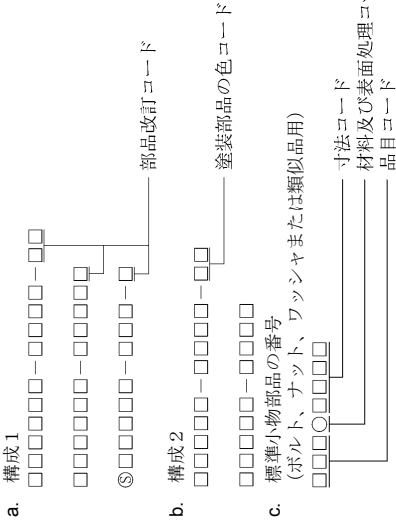 a. 構成1
Ⓢ
部品改訂コード
b. 構成2
塗装部品の色コード
c. 標準小物部品の番号
(ボルト、ナット、ワッシャまたは類似品用)
寸法コード
材料及び表面処理コ
品目コード